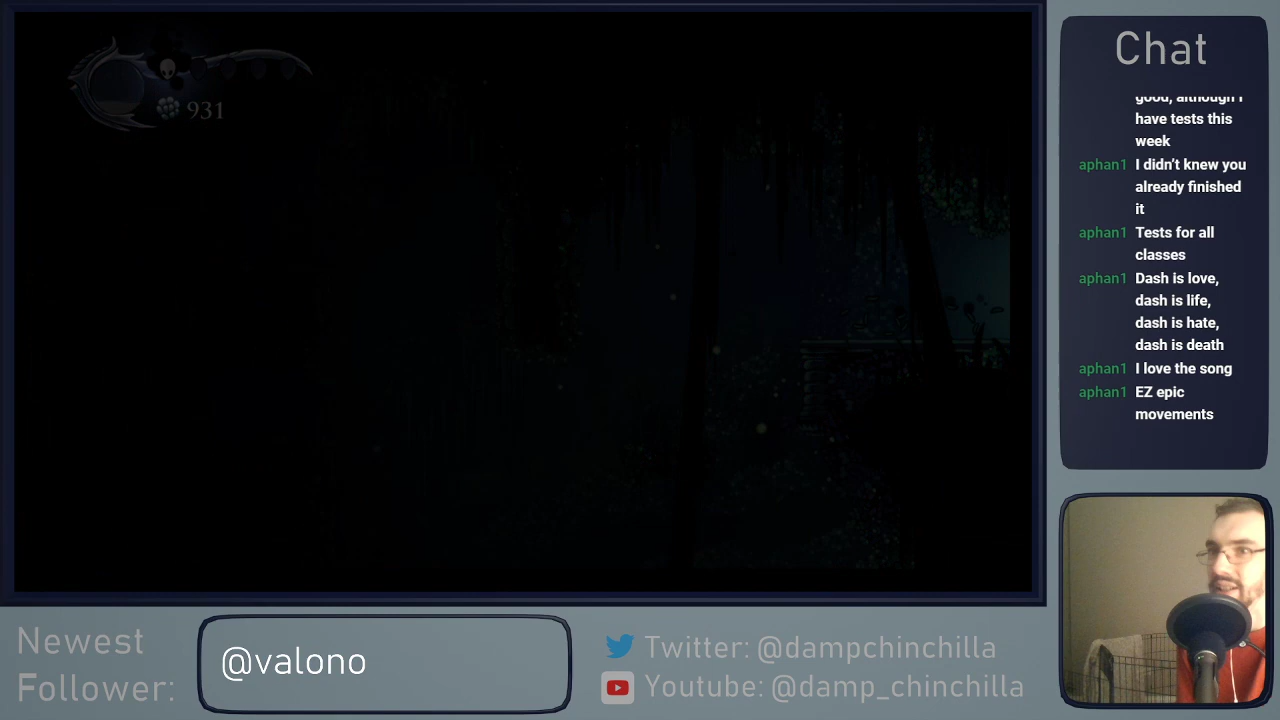 931
Chat
good, although I
have tests this
week
aphan1 I didn't knew you
already finished
it
aphan1 Tests for all
classes
aphan1 Dash is love,
dash is life,
dash is hate,
dash is death
aphan1 I love the song
aphan1 EZ epic
movements
Newest
Follower:
@valono
Twitter: @dampchinchilla
Youtube: @damp_chinchilla